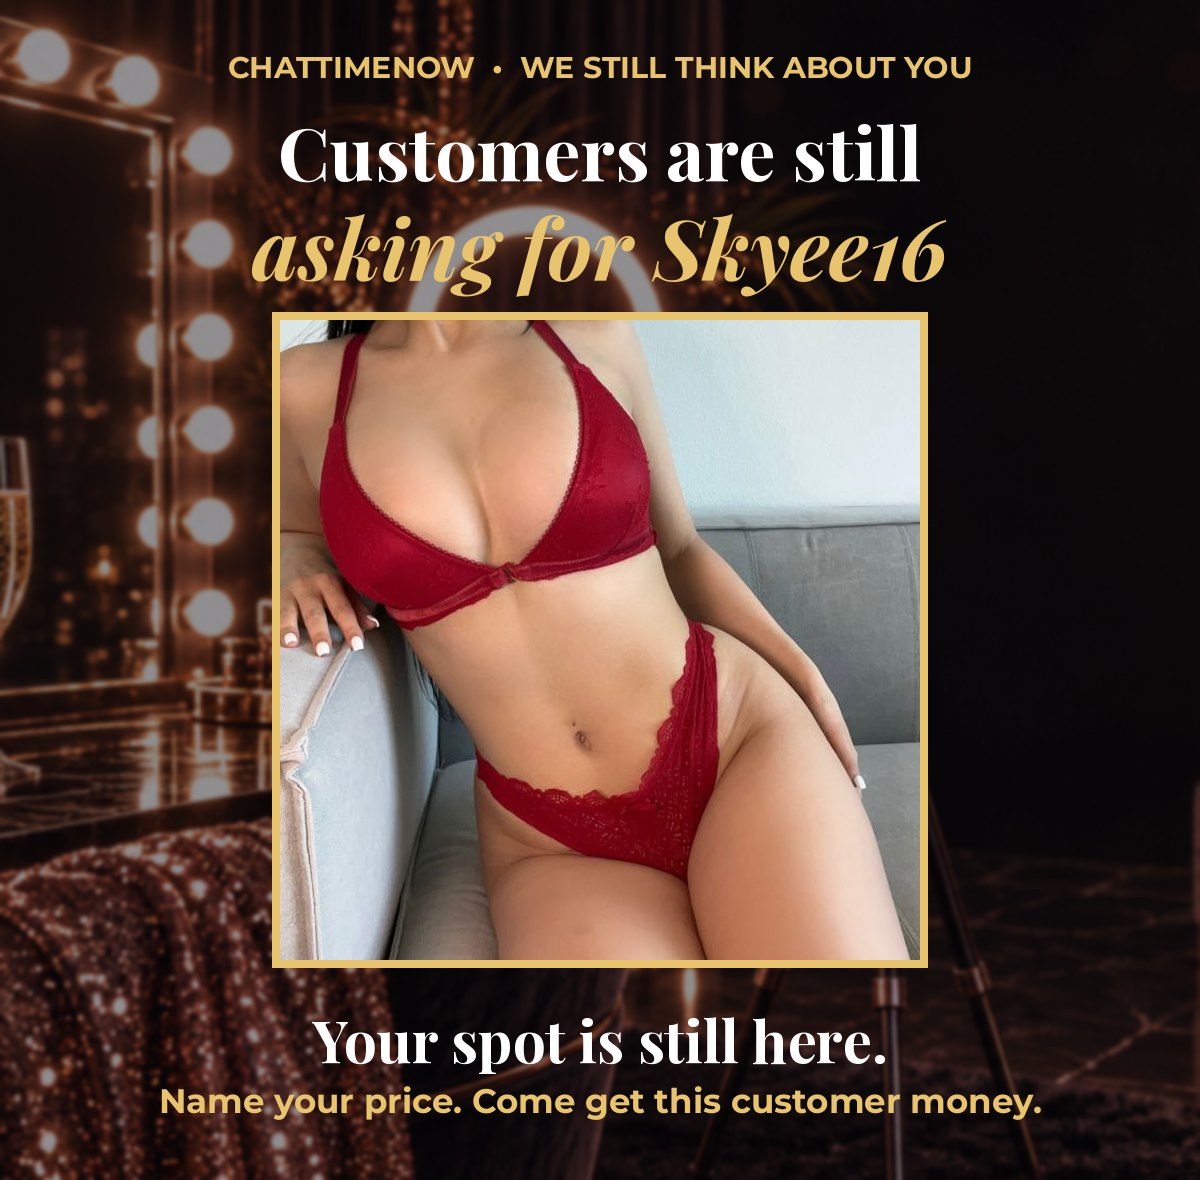 CHATTIMENOW • WE STILL THINK ABOUT YOU
Customers are still
asking for Skyee16
Your spot is still here.
Name your price. Come get this customer money.